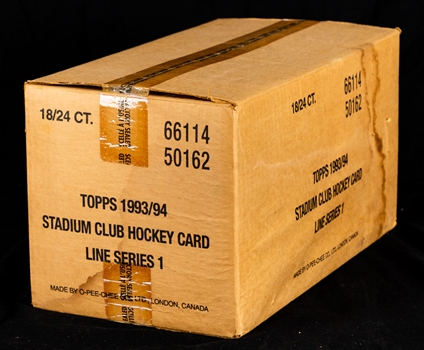 18/24 CT.
66114
50162
TOPPS 1993/94
STADIUM CLUB HOCKEY CARD
LINE SERIES 1
MADE BY O-PEE-CHEE LTD., LONDON, CANADA
18/24 CT.
66114
50162
TOPPS 1993/94
STADIUM CLUB HOCKEY CARD
LINE SERIES 1
MADE BY O-PEE-CHEE CO., LTD., LONDON, CANADA